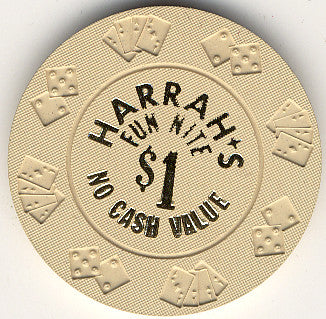 HARRAH'S
FUN NITE
$1
NO CASH VALUE